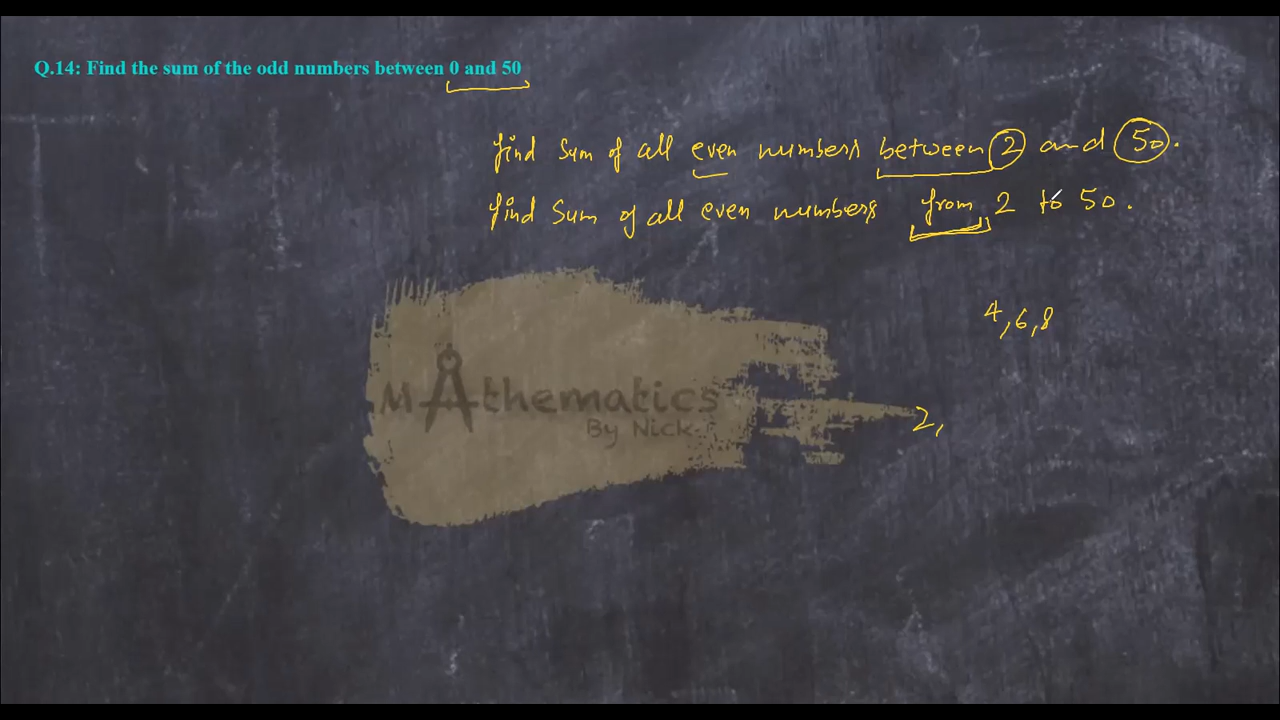 Q.14: Find the sum of the odd numbers between 0 and 50
find sum of all even numbers between 2 and 50.
find sum of all even numbers from 2 to 50.
4,6,8
MAthematics
2,
By Nick